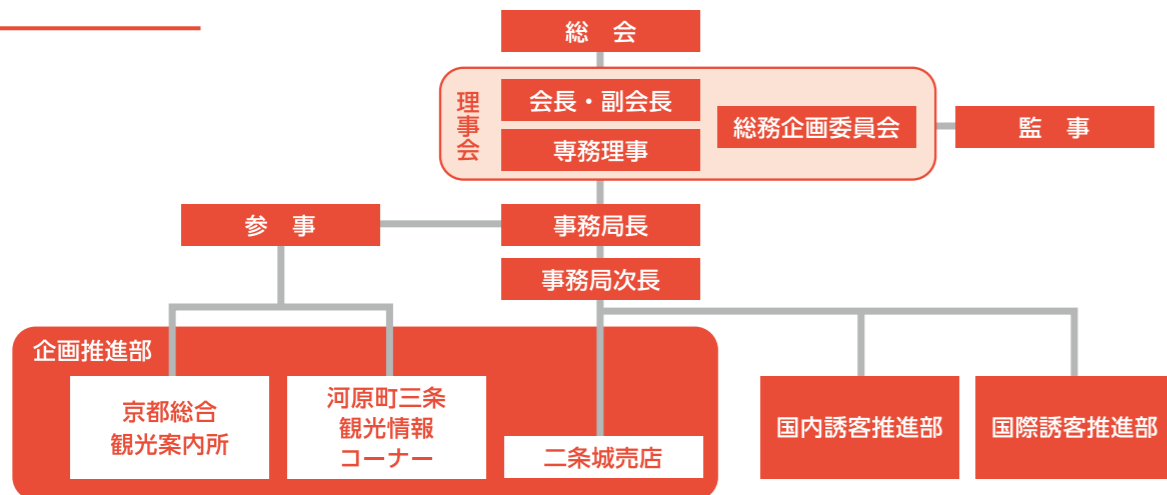 総　会
理事会
会長・副会長
専務理事
総務企画委員会
監　事
参　事
事務局長
事務局次長
企画推進部
京都総合
観光案内所
河原町三条
観光情報
コーナー
二条城売店
国内誘客推進部
国際誘客推進部